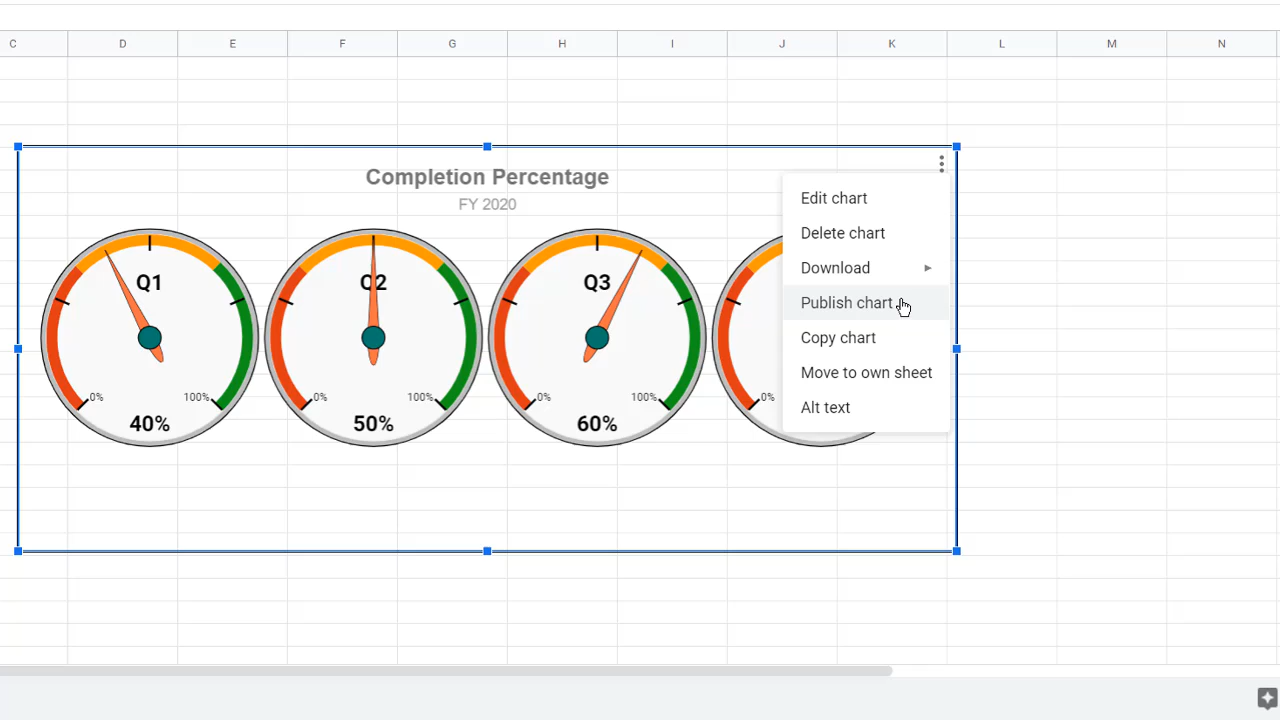 C D E F G H I J K L M N
Completion Percentage
FY 2020
Edit chart
Delete chart
Download
Publish chart
Copy chart
Move to own sheet
Alt text
Q1 Q2 Q3
0% 100% 0% 100% 0% 100% 0%
40% 50% 60%